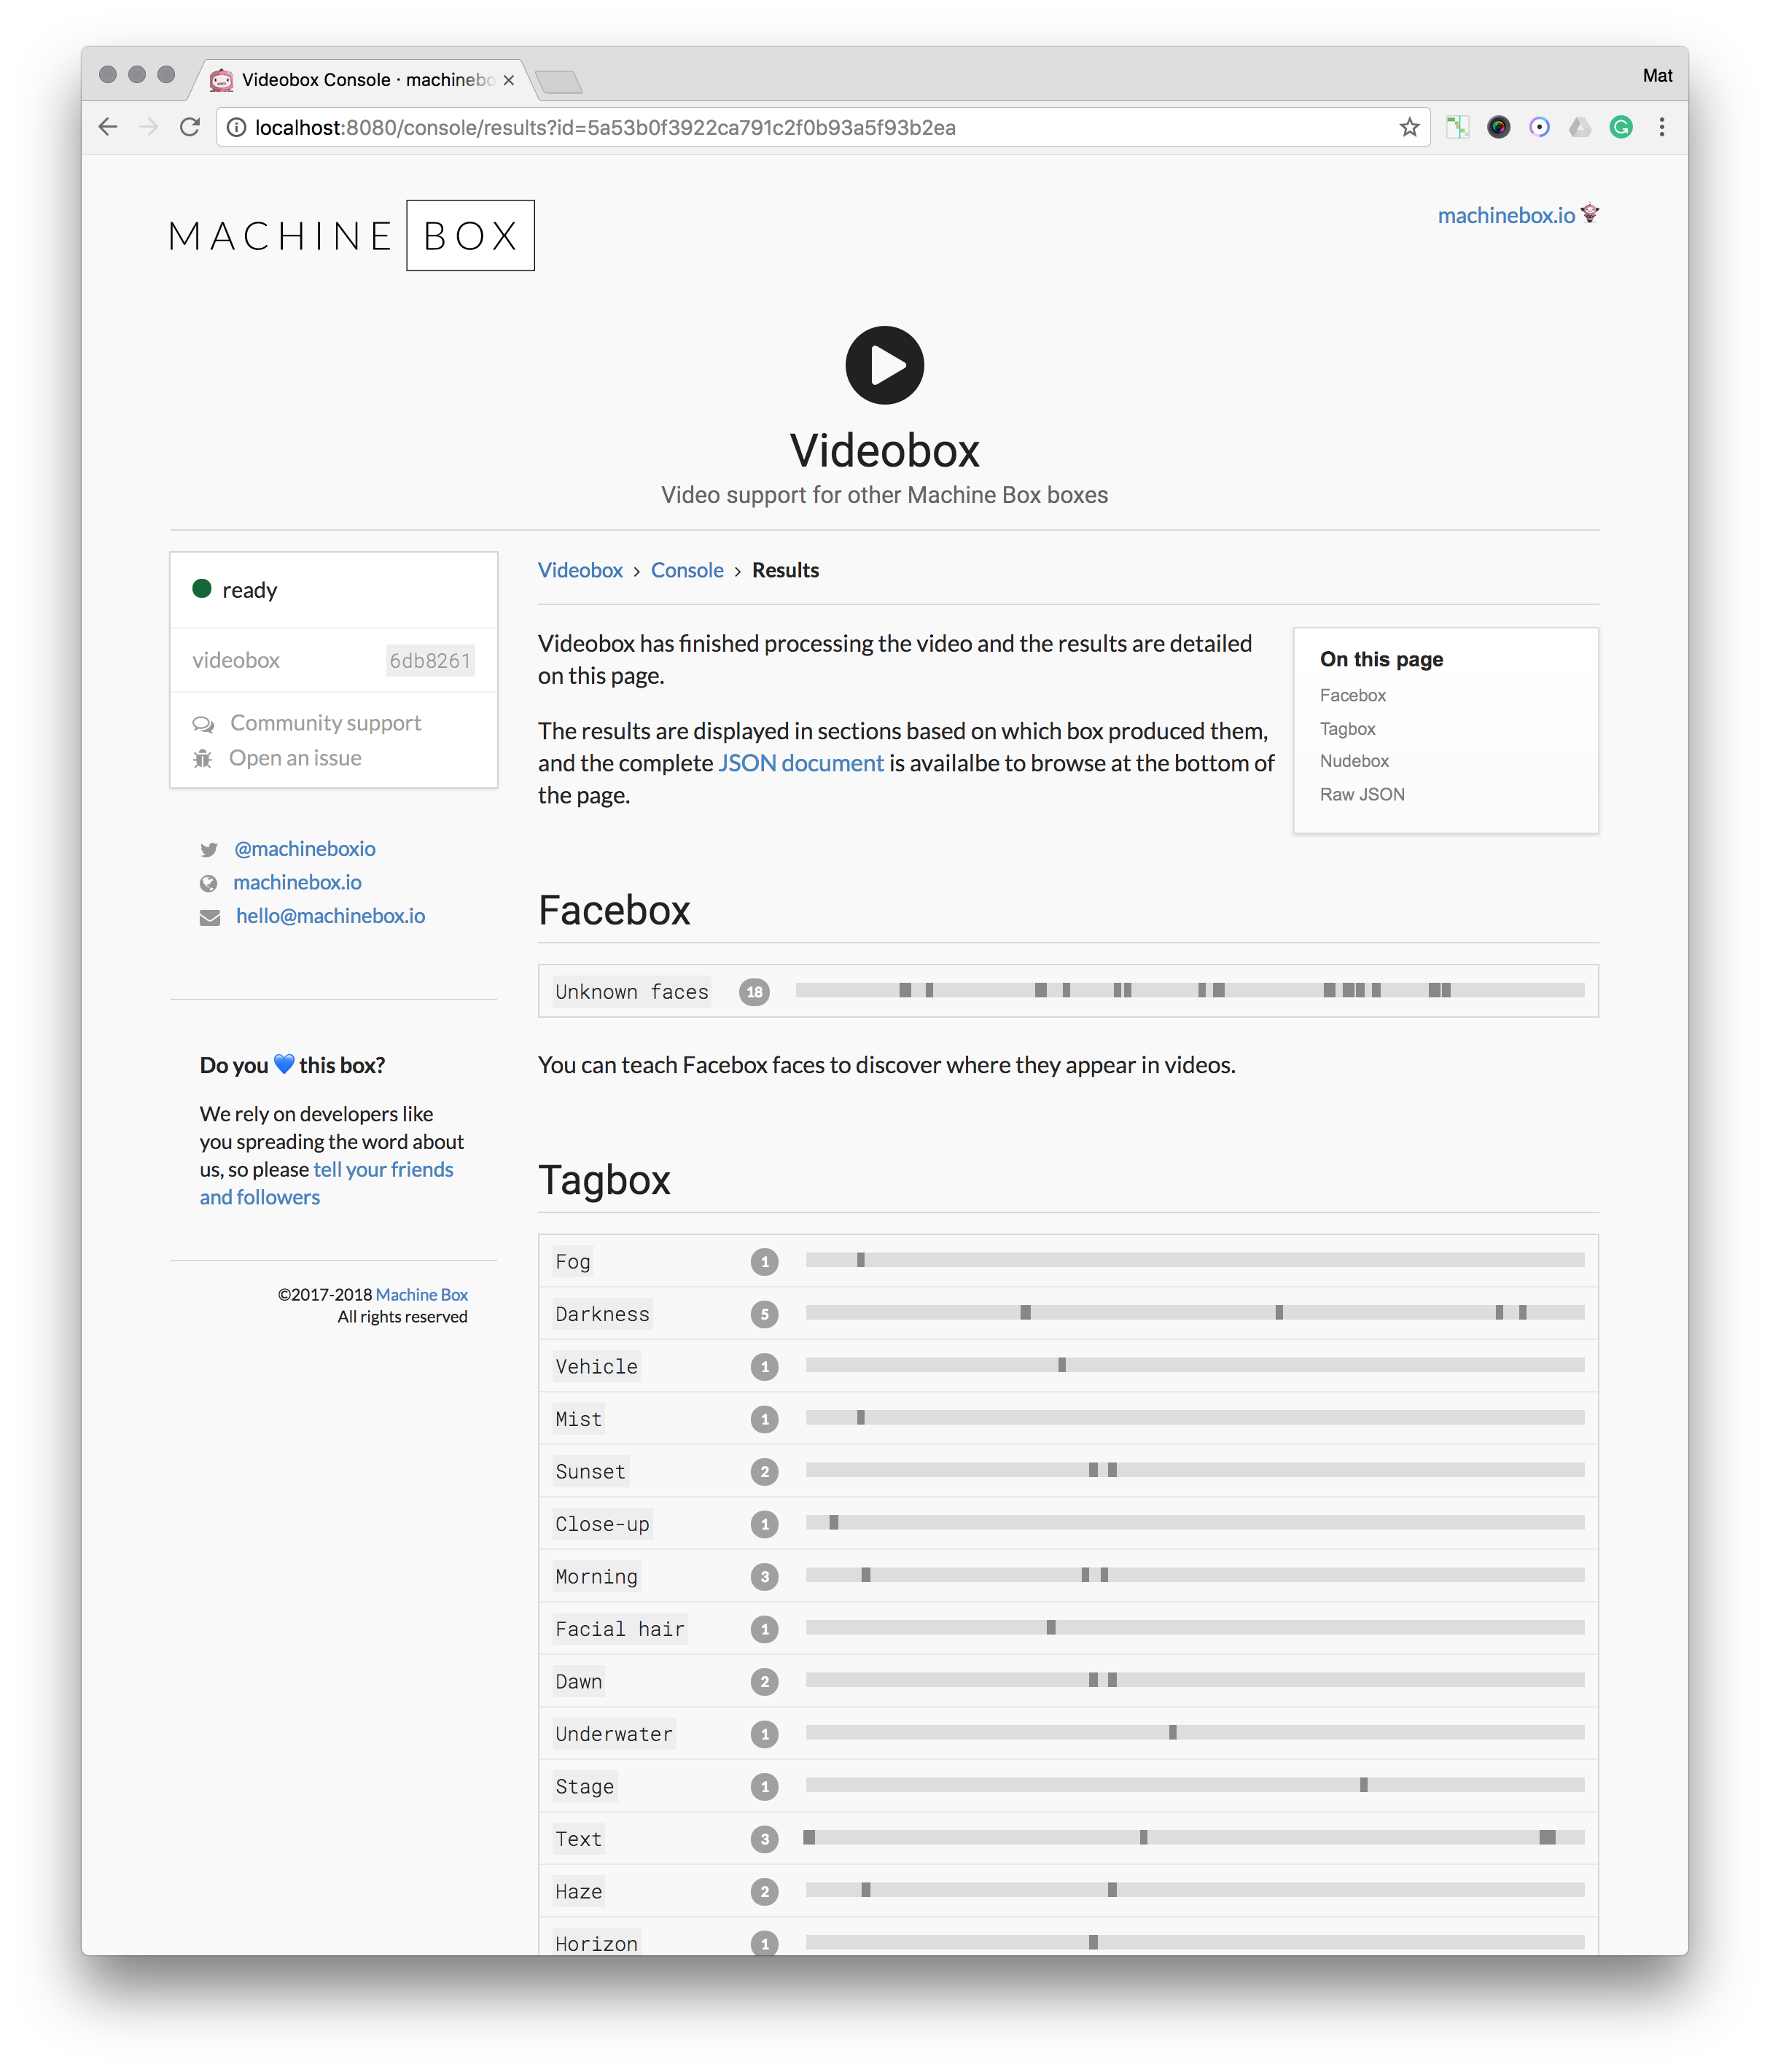 Videobox Console · machinebo
Mat
localhost:8080/console/results?id=5a53b0f3922ca791c2f0b93a5f93b2ea
MACHINE BOX
machinebox.io
Videobox
Video support for other Machine Box boxes
ready
videobox 6db8261
Community support
Open an issue
@machineboxio
machinebox.io
hello@machinebox.io
Do you 💙 this box?
We rely on developers like
you spreading the word about
us, so please tell your friends
and followers
©2017-2018 Machine Box
All rights reserved
Videobox › Console › Results
Videobox has finished processing the video and the results are detailed
on this page.
The results are displayed in sections based on which box produced them,
and the complete JSON document is availalbe to browse at the bottom of
the page.
On this page
Facebox
Tagbox
Nudebox
Raw JSON
Facebox
Unknown faces 18
You can teach Facebox faces to discover where they appear in videos.
Tagbox
Fog 1
Darkness 5
Vehicle 1
Mist 1
Sunset 2
Close-up 1
Morning 3
Facial hair 1
Dawn 2
Underwater 1
Stage 1
Text 3
Haze 2
Horizon 1